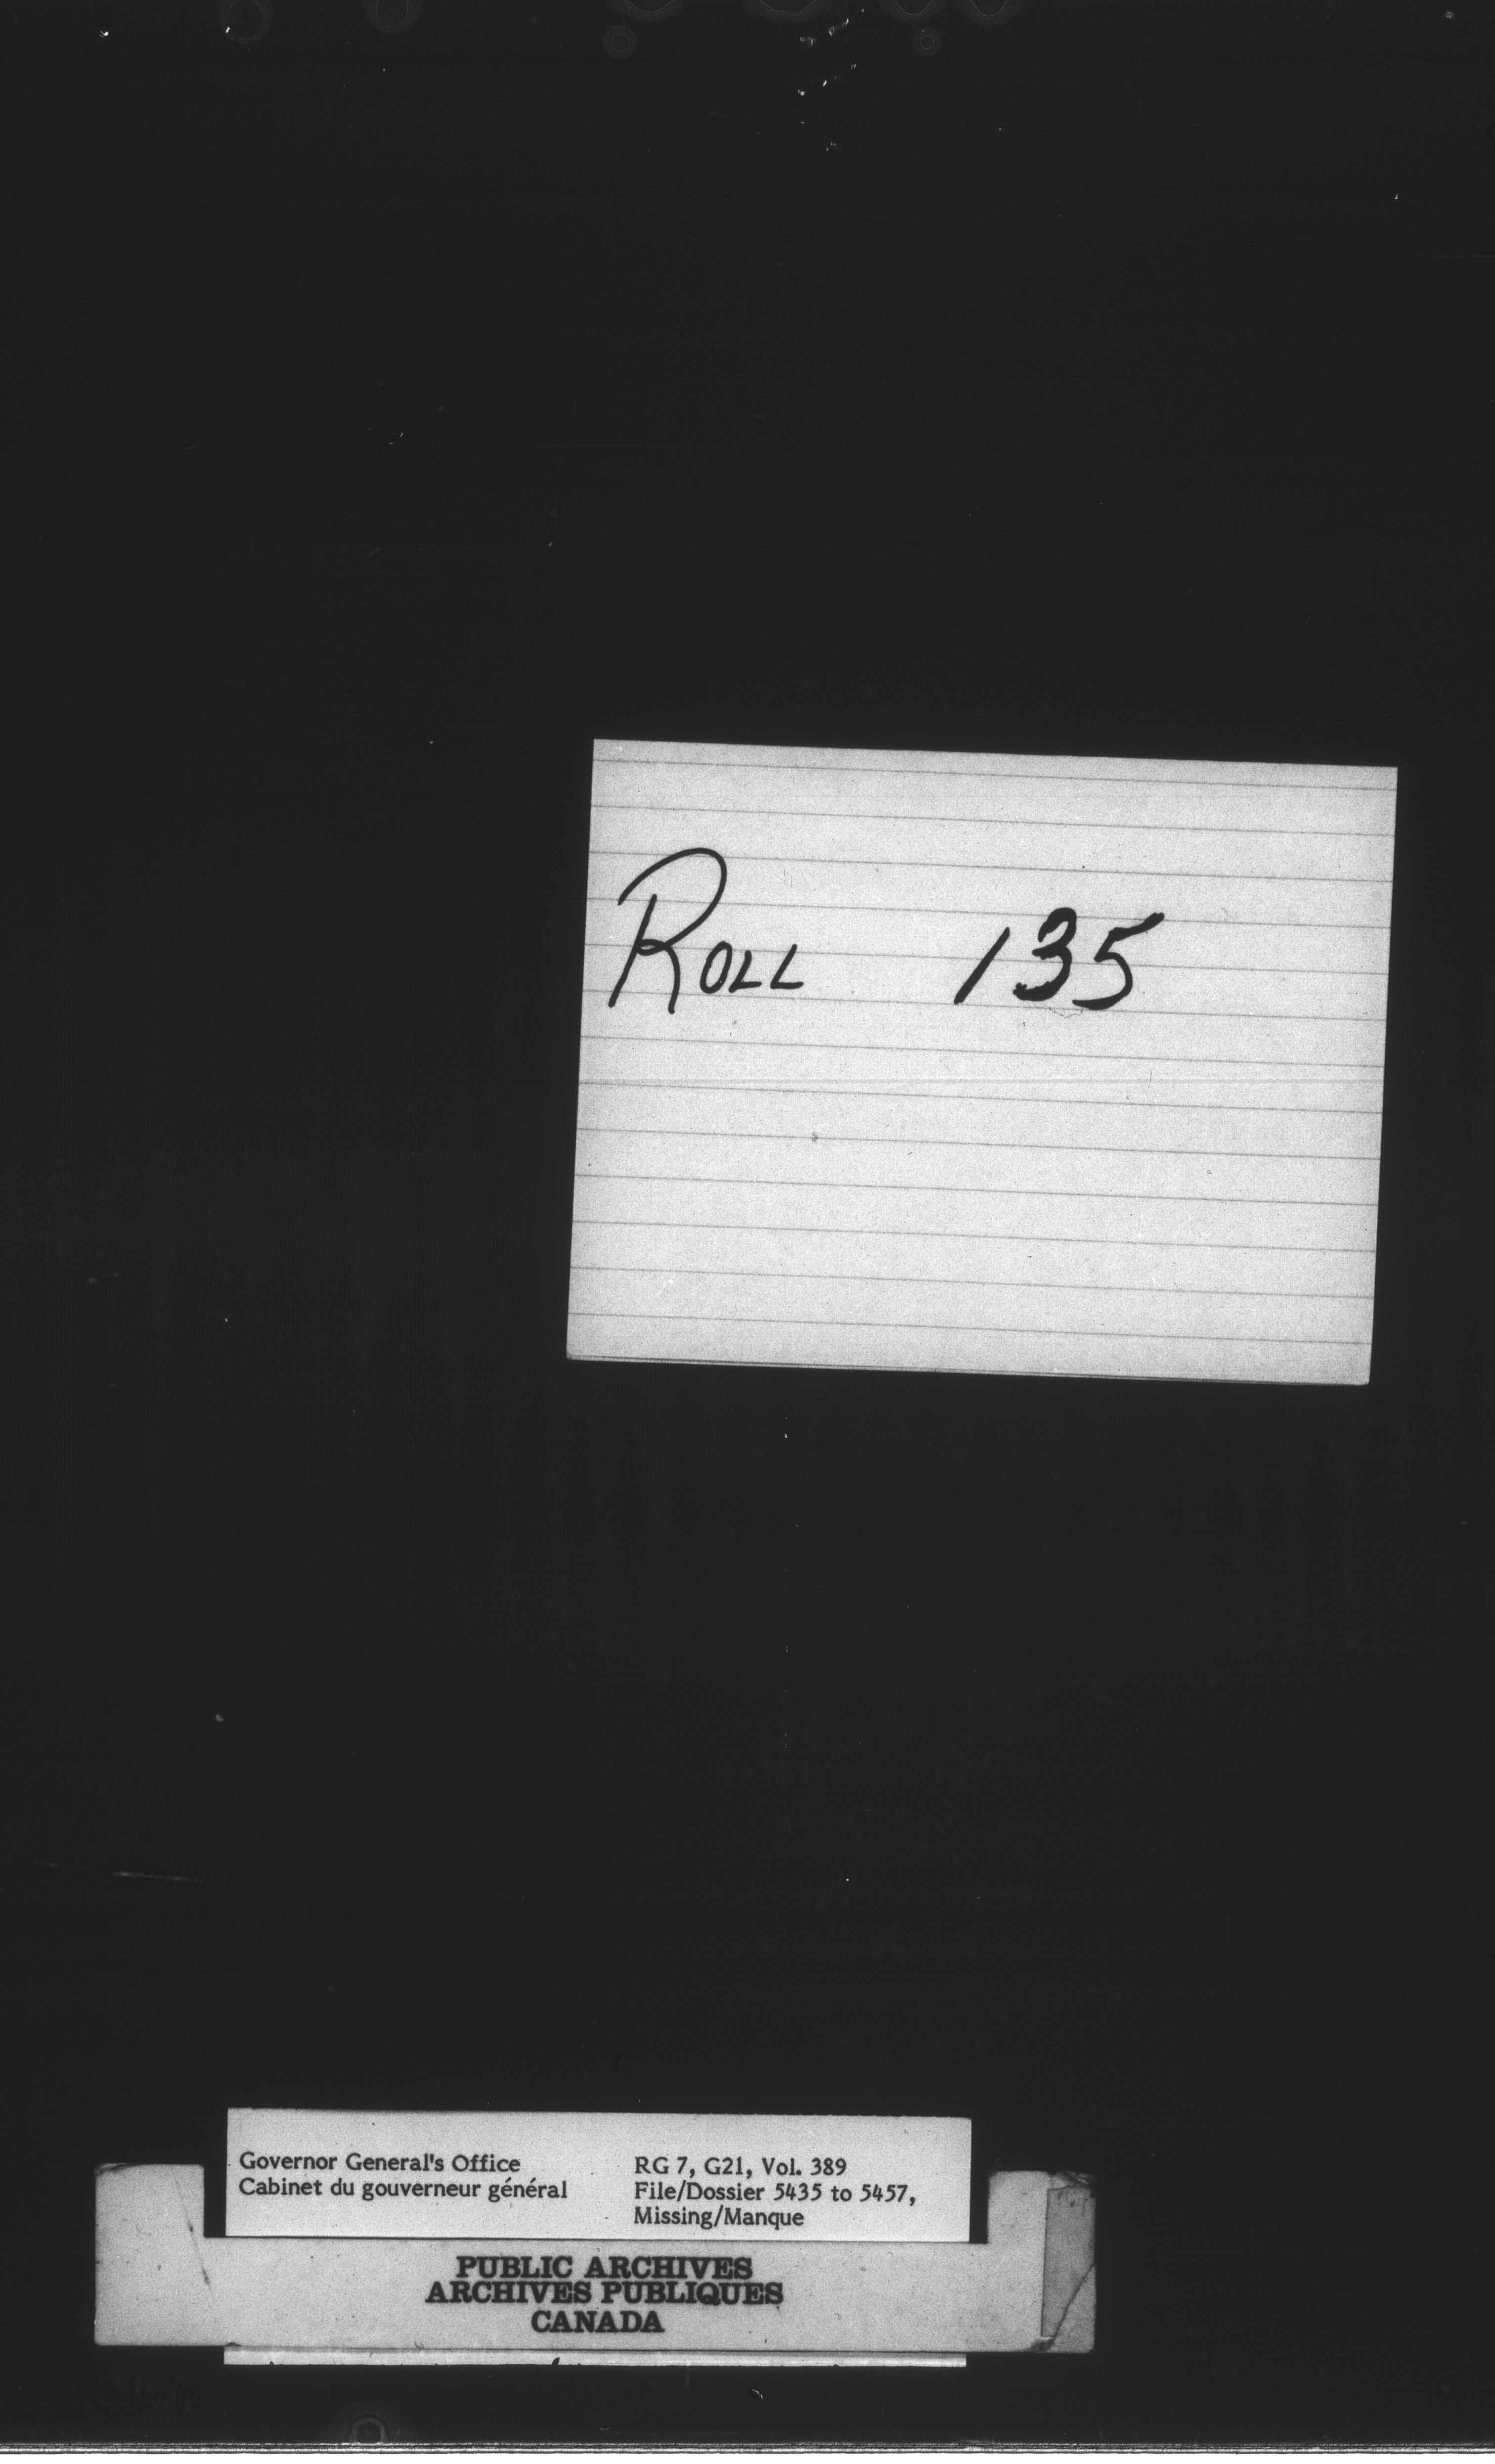 ROLL 135
Governor General's Office
Cabinet du gouverneur général
RG 7, G21, Vol. 389
File/Dossier 5435 to 5457,
Missing/Manque
PUBLIC ARCHIVES
ARCHIVES PUBLIQUES
CANADA